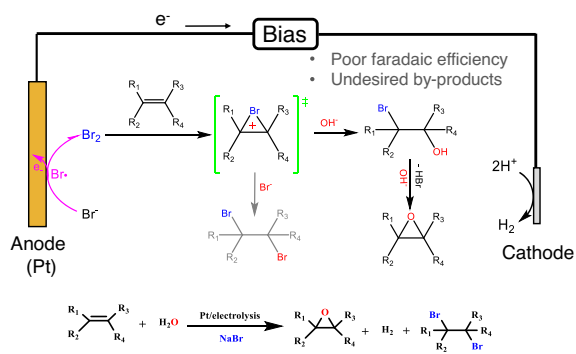 e⁻
Bias
• Poor faradaic efficiency
• Undesired by-products
R₁ R₃
R₂ R₄
Br₂
e⁻
Br•
Br⁻
Anode
(Pt)
R₁ Br R₃
+
R₂ R₄
‡
OH⁻
Br
R₃
R₁ R₄
R₂ OH
Br⁻
Br R₃
R₁ R₄
R₂ Br
OH⁻
- HBr
O
R₁ R₃
R₂ R₄
2H⁺
H₂
Cathode
R₁ R₃
R₂ R₄
+ H₂O
Pt/electrolysis
NaBr
O
R₁ R₃
R₂ R₄
+ H₂ +
Br R₃
R₁ R₄
R₂ Br